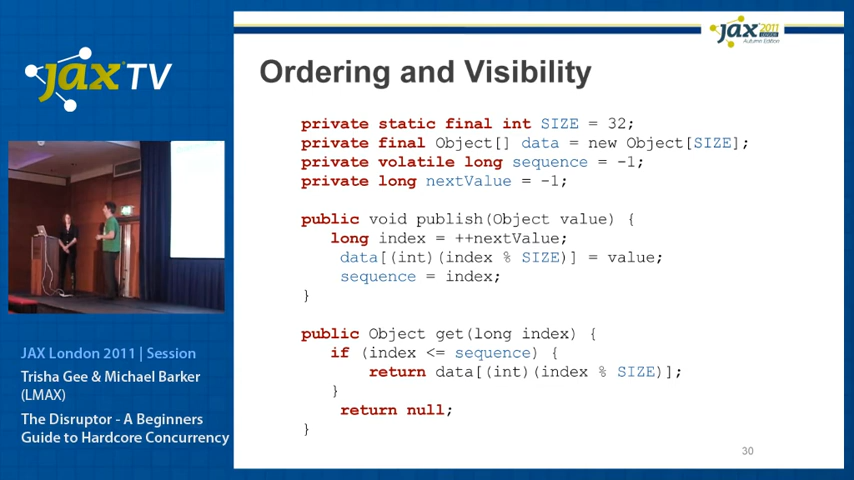 JAX TV
JAX London 2011 | Session
Trisha Gee & Michael Barker
(LMAX)
The Disruptor - A Beginners
Guide to Hardcore Concurrency
jax 2011
LONDON
Autumn Edition
Ordering and Visibility
private static final int SIZE = 32;
private final Object[] data = new Object[SIZE];
private volatile long sequence = -1;
private long nextValue = -1;
public void publish(Object value) {
long index = ++nextValue;
data[(int)(index % SIZE)] = value;
sequence = index;
}
public Object get(long index) {
if (index <= sequence) {
return data[(int)(index % SIZE)];
}
return null;
}
30